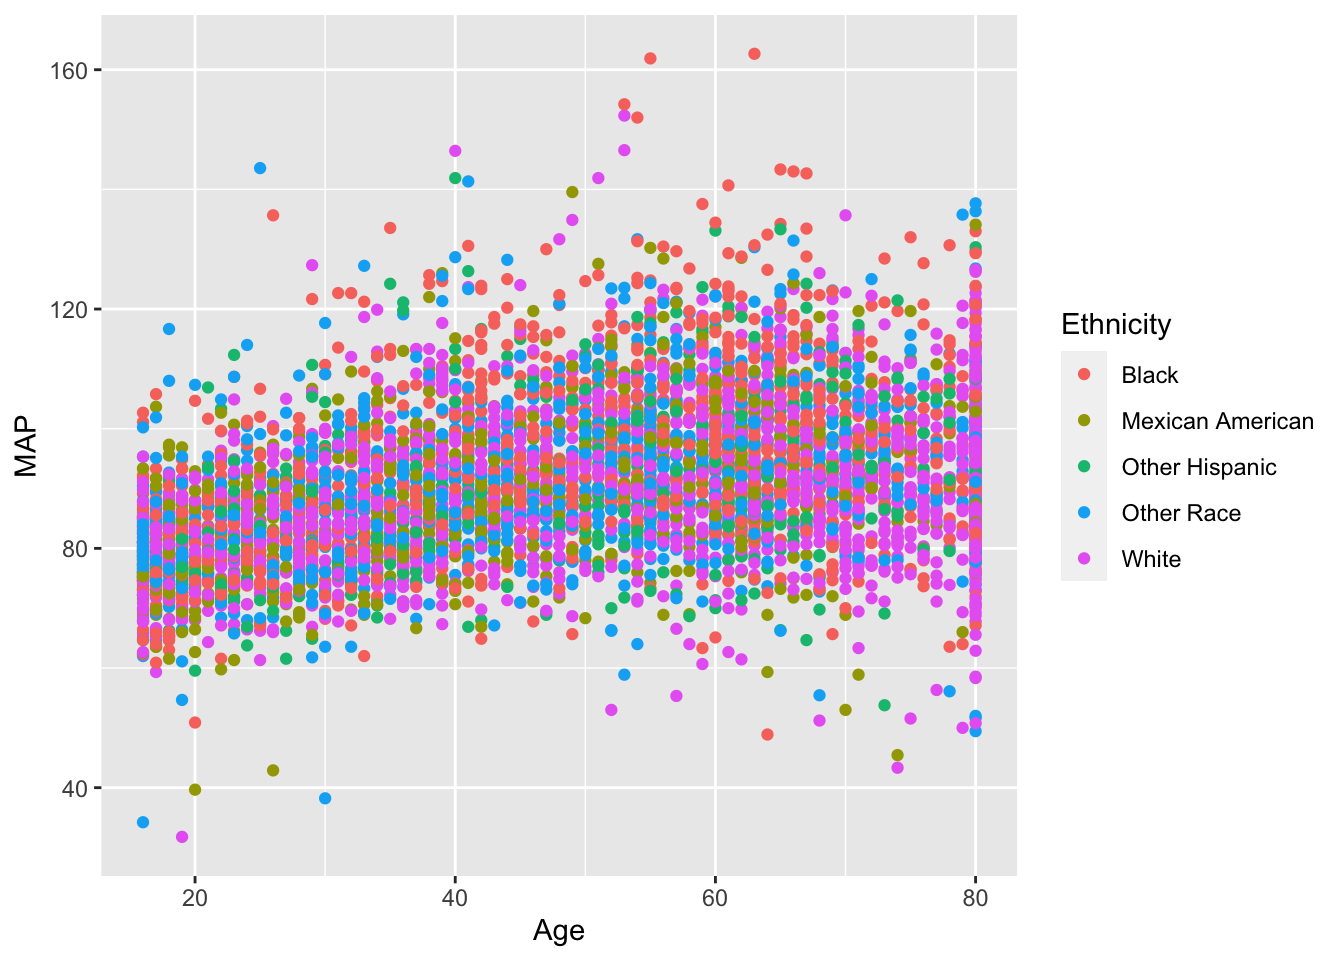 160
120
80
40
MAP
20 40 60 80
Age
Ethnicity
Black
Mexican American
Other Hispanic
Other Race
White